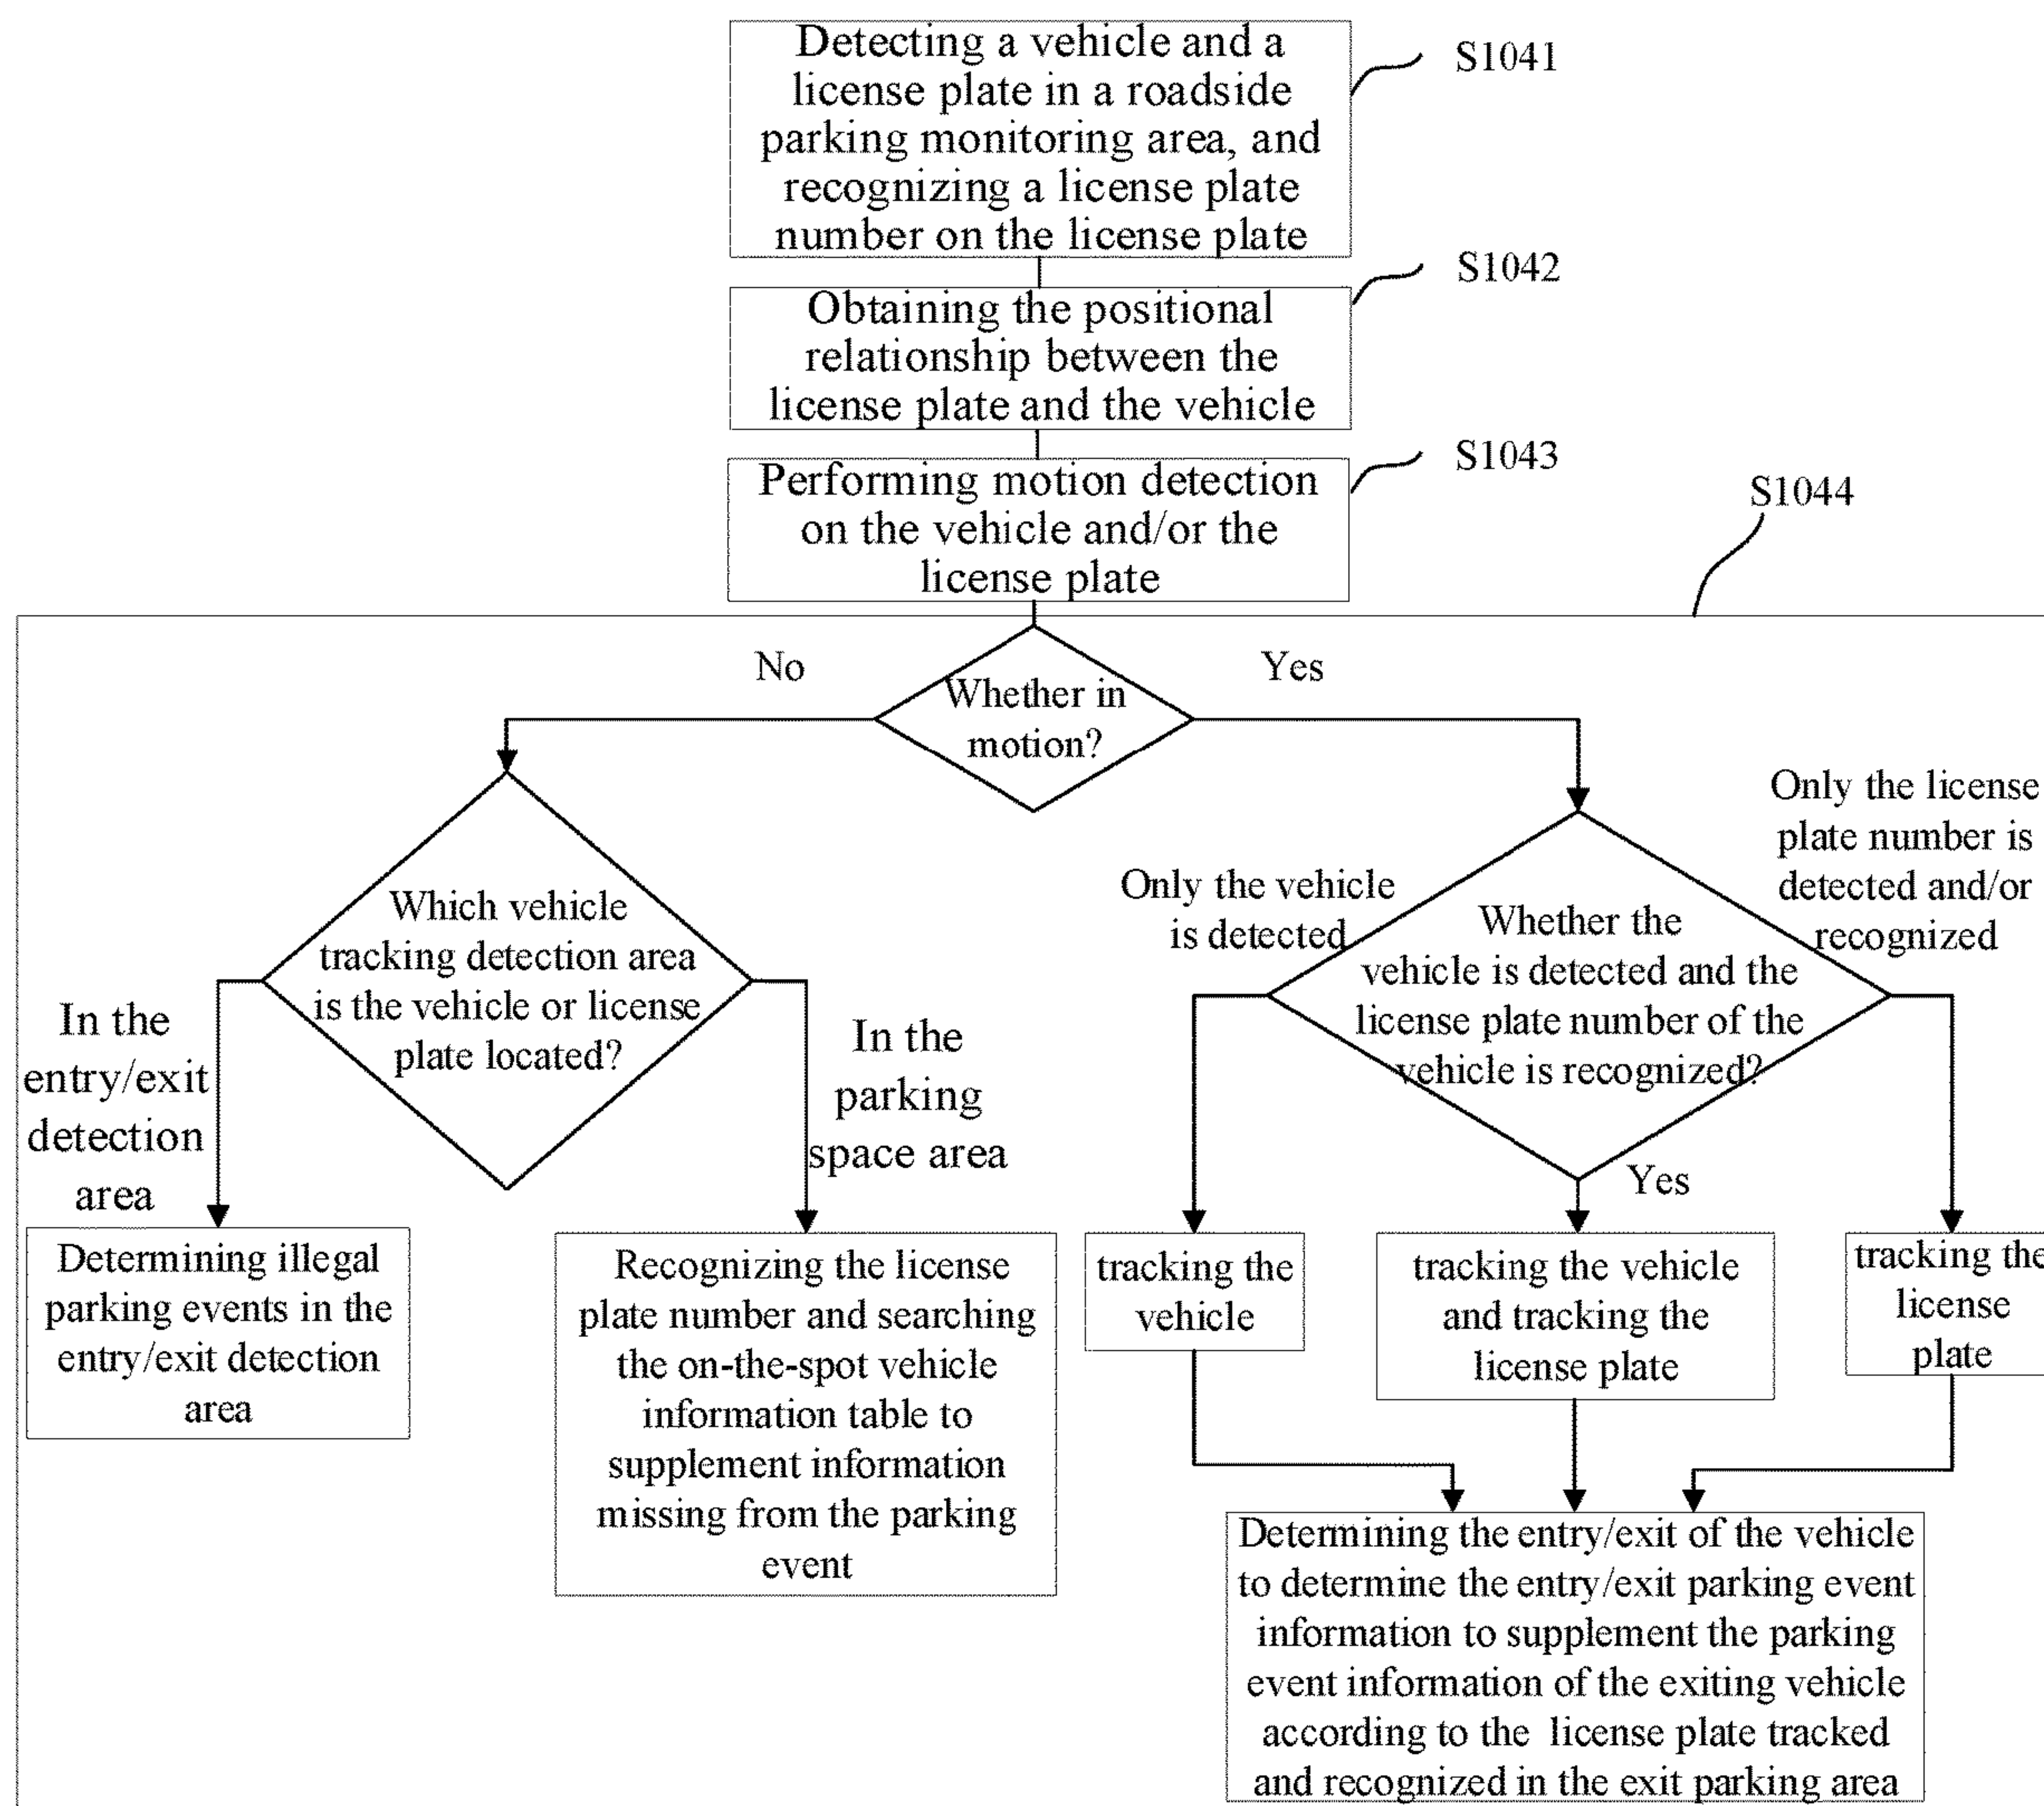 Detecting a vehicle and a
license plate in a roadside
parking monitoring area, and
recognizing a license plate
number on the license plate
S1041
Obtaining the positional
relationship between the
license plate and the vehicle
S1042
Performing motion detection
on the vehicle and/or the
license plate
S1043
S1044
No
Whether in
motion?
Yes
Which vehicle
tracking detection area
is the vehicle or license
plate located?
In the
entry/exit
detection
area
In the
parking
space area
Only the vehicle
is detected
Whether the
vehicle is detected and the
license plate number of the
vehicle is recognized?
Only the license
plate number is
detected and/or
recognized
Yes
Determining illegal
parking events in the
entry/exit detection
area
Recognizing the license
plate number and searching
the on-the-spot vehicle
information table to
supplement information
missing from the parking
event
tracking the
vehicle
tracking the vehicle
and tracking the
license plate
tracking the
license
plate
Determining the entry/exit of the vehicle
to determine the entry/exit parking event
information to supplement the parking
event information of the exiting vehicle
according to the license plate tracked
and recognized in the exit parking area